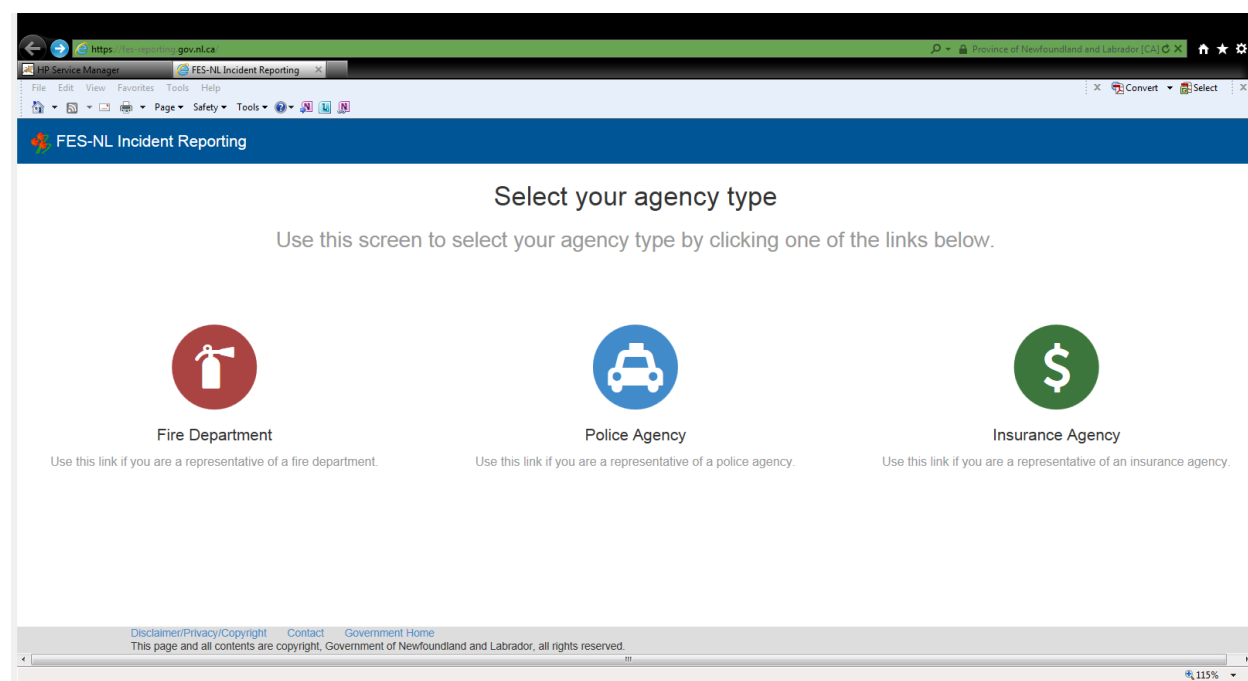 https://fes-reporting.gov.nl.ca/
Province of Newfoundland and Labrador [CA]
HP Service Manager
FES-NL Incident Reporting
File Edit View Favorites Tools Help
Convert Select
Page Safety Tools
FES-NL Incident Reporting
Select your agency type
Use this screen to select your agency type by clicking one of the links below.
$
Fire Department
Police Agency
Insurance Agency
Use this link if you are a representative of a fire department.
Use this link if you are a representative of a police agency.
Use this link if you are a representative of an insurance agency.
Disclaimer/Privacy/Copyright Contact Government Home
This page and all contents are copyright, Government of Newfoundland and Labrador, all rights reserved.
115%